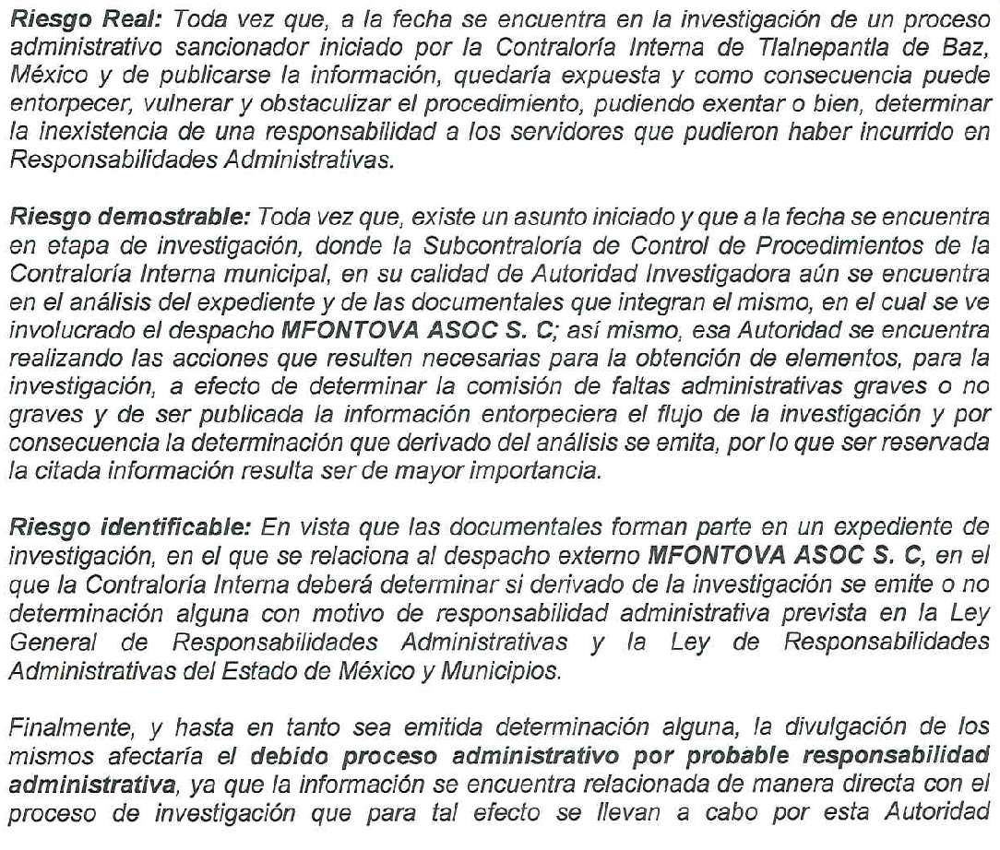 Riesgo Real: Toda vez que, a la fecha se encuentra en la investigación de un proceso
administrativo sancionador iniciado por la Contraloría Interna de Tlalnepantla de Baz,
México y de publicarse la información, quedaría expuesta y como consecuencia puede
entorpecer, vulnerar y obstaculizar el procedimiento, pudiendo exentar o bien, determinar
la inexistencia de una responsabilidad a los servidores que pudieron haber incurrido en
Responsabilidades Administrativas.
Riesgo demostrable: Toda vez que, existe un asunto iniciado y que a la fecha se encuentra
en etapa de investigación, donde la Subcontraloría de Control de Procedimientos de la
Contraloría Interna municipal, en su calidad de Autoridad Investigadora aún se encuentra
en el análisis del expediente y de las documentales que integran el mismo, en el cual se ve
involucrado el despacho MFONTOVA ASOC S. C; así mismo, esa Autoridad se encuentra
realizando las acciones que resulten necesarias para la obtención de elementos, para la
investigación, a efecto de determinar la comisión de faltas administrativas graves o no
graves y de ser publicada la información entorpeciera el flujo de la investigación y por
consecuencia la determinación que derivado del análisis se emita, por lo que ser reservada
la citada información resulta ser de mayor importancia.
Riesgo identificable: En vista que las documentales forman parte en un expediente de
investigación, en el que se relaciona al despacho externo MFONTOVA ASOC S. C, en el
que la Contraloría Interna deberá determinar si derivado de la investigación se emite o no
determinación alguna con motivo de responsabilidad administrativa prevista en la Ley
General de Responsabilidades Administrativas y la Ley de Responsabilidades
Administrativas del Estado de México y Municipios.
Finalmente, y hasta en tanto sea emitida determinación alguna, la divulgación de los
mismos afectaría el debido proceso administrativo por probable responsabilidad
administrativa, ya que la información se encuentra relacionada de manera directa con el
proceso de investigación que para tal efecto se llevan a cabo por esta Autoridad